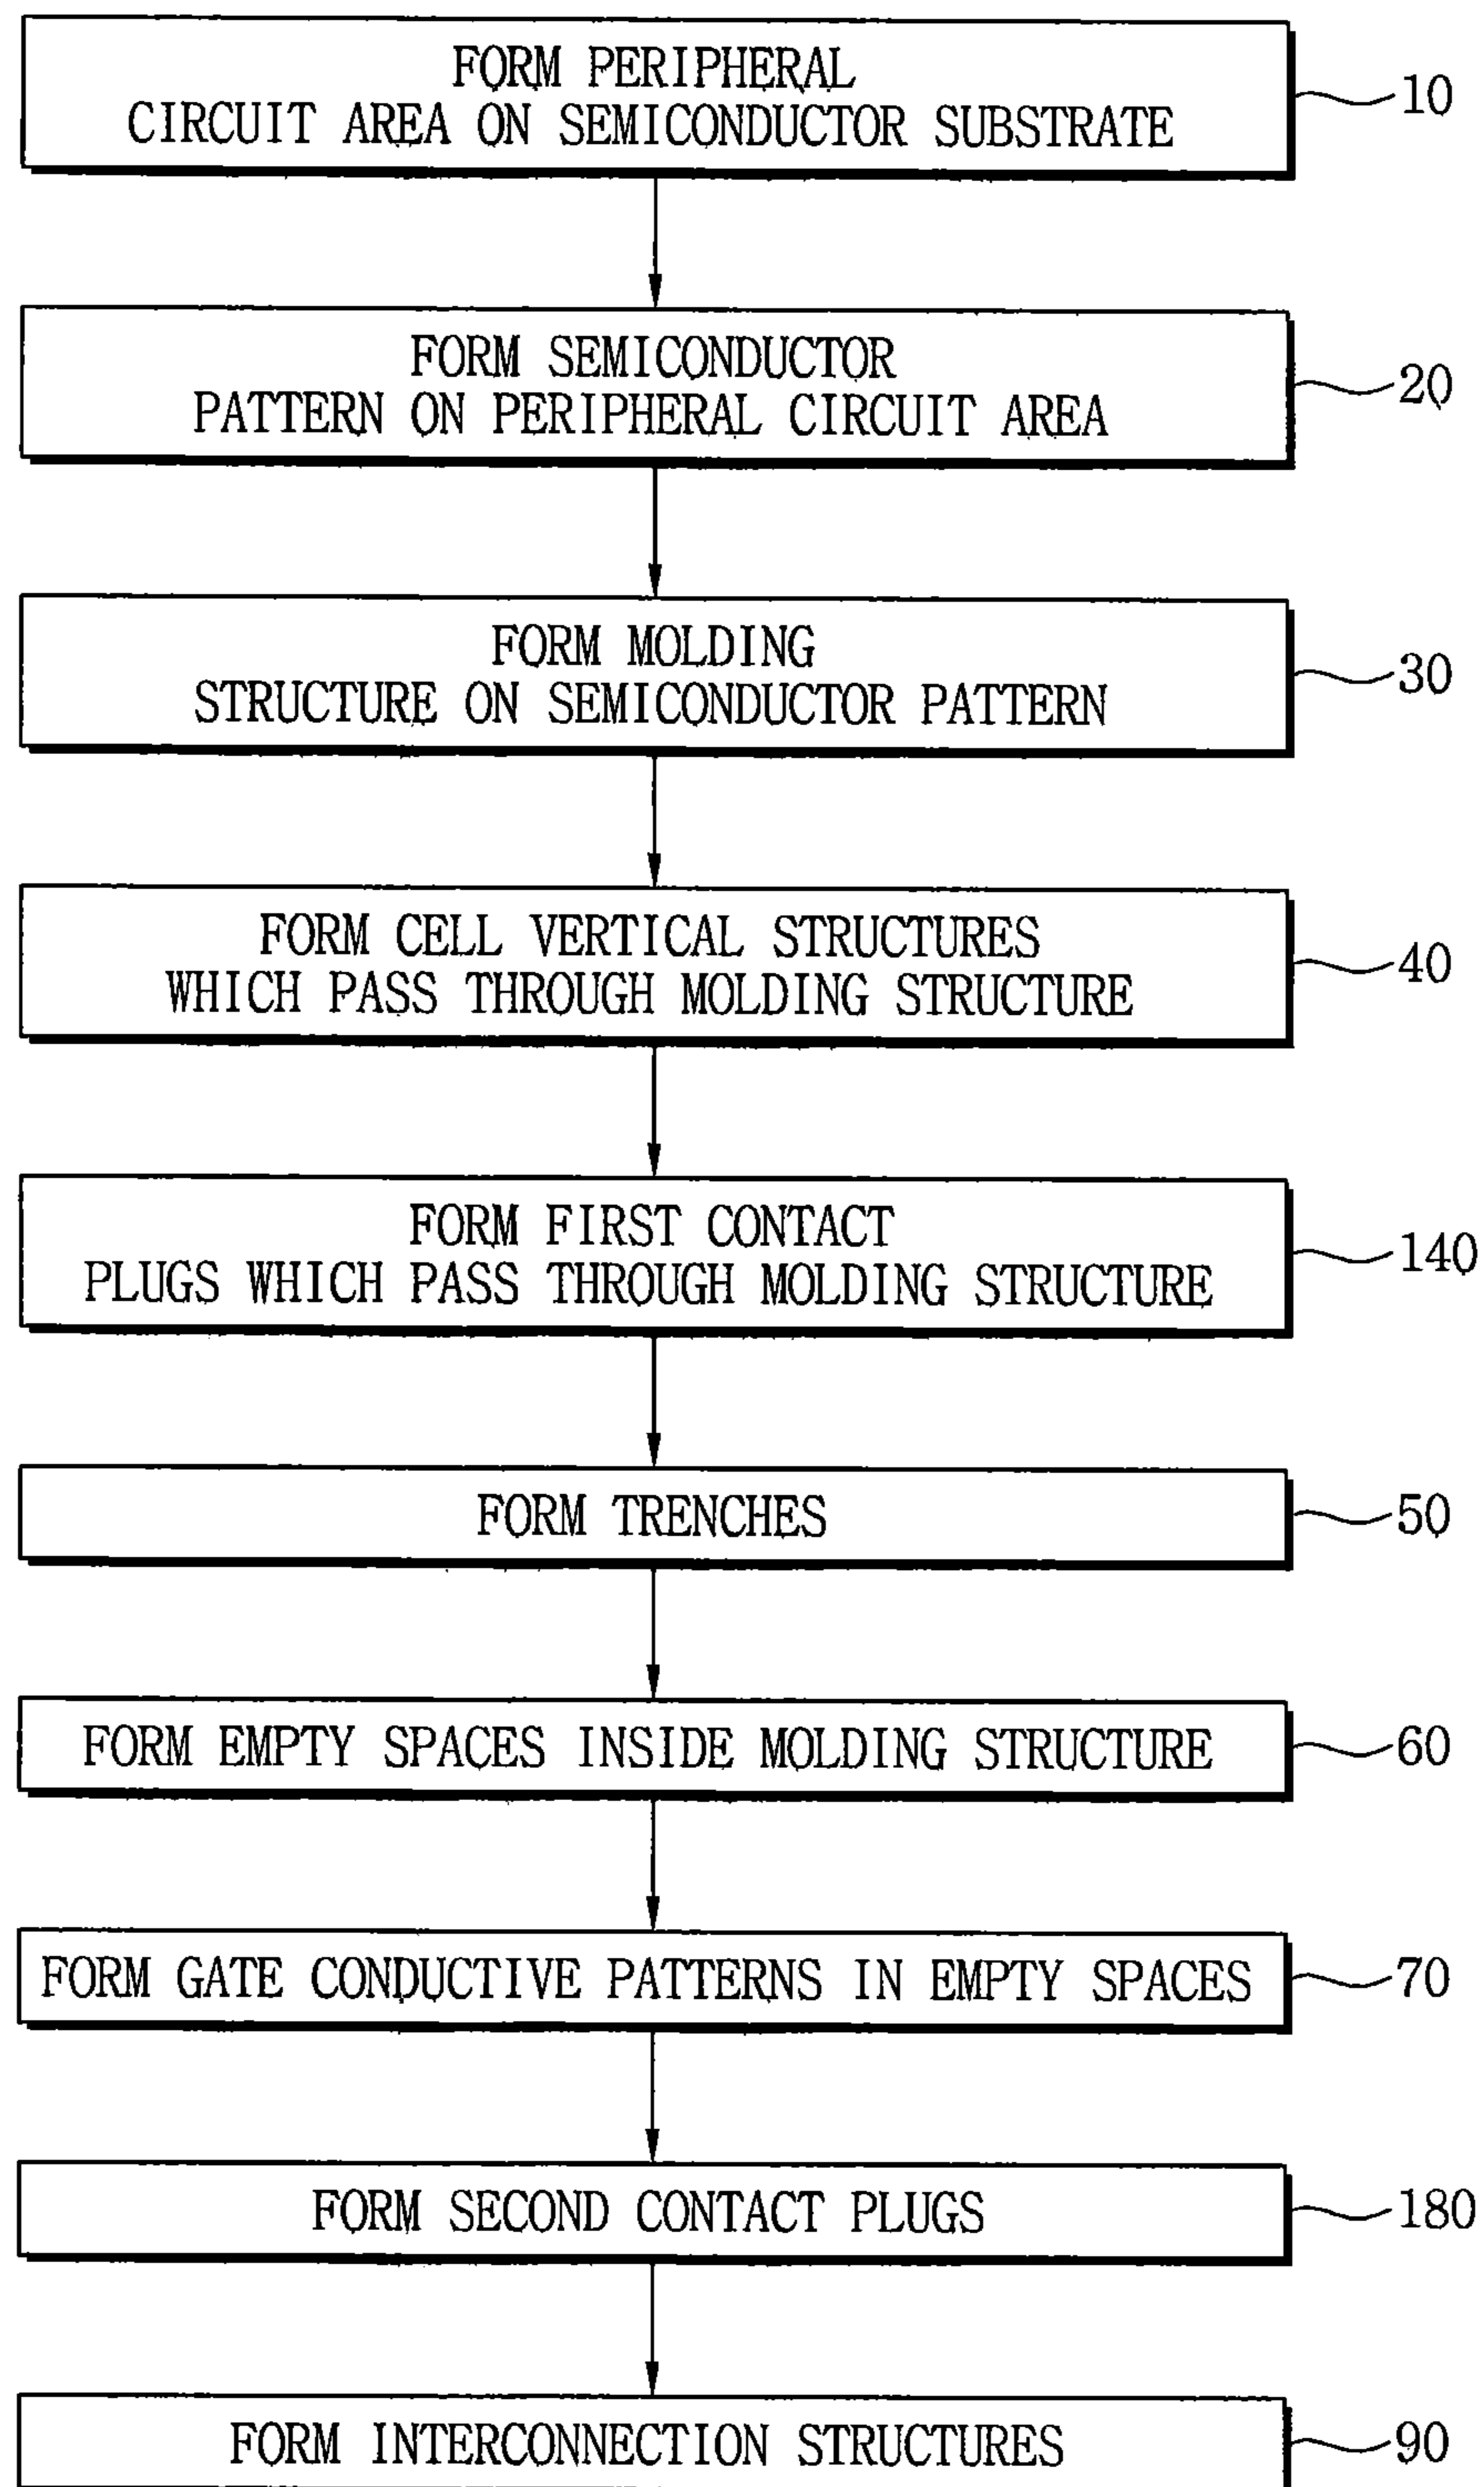 FORM PERIPHERAL
CIRCUIT AREA ON SEMICONDUCTOR SUBSTRATE
10
FORM SEMICONDUCTOR
PATTERN ON PERIPHERAL CIRCUIT AREA
20
FORM MOLDING
STRUCTURE ON SEMICONDUCTOR PATTERN
30
FORM CELL VERTICAL STRUCTURES
WHICH PASS THROUGH MOLDING STRUCTURE
40
FORM FIRST CONTACT
PLUGS WHICH PASS THROUGH MOLDING STRUCTURE
140
FORM TRENCHES
50
FORM EMPTY SPACES INSIDE MOLDING STRUCTURE
60
FORM GATE CONDUCTIVE PATTERNS IN EMPTY SPACES
70
FORM SECOND CONTACT PLUGS
180
FORM INTERCONNECTION STRUCTURES
90